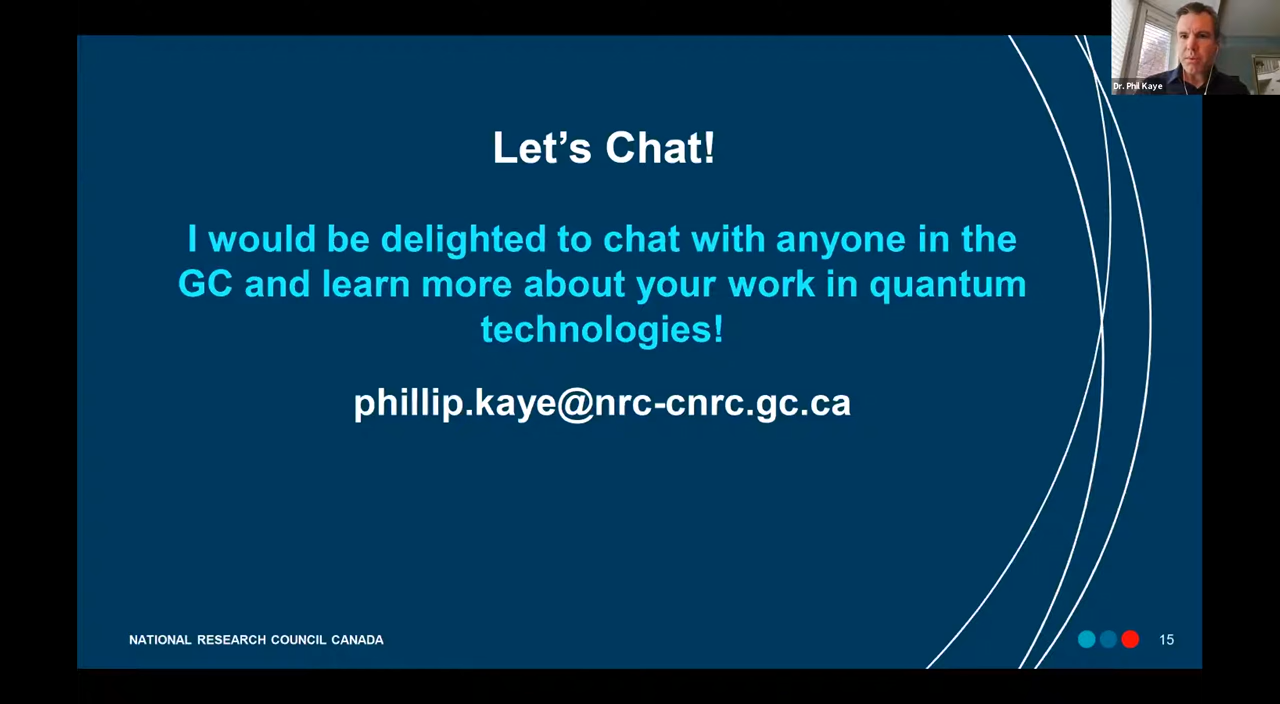 Dr. Phil Kaye
Let’s Chat!
I would be delighted to chat with anyone in the
GC and learn more about your work in quantum
technologies!
phillip.kaye@nrc-cnrc.gc.ca
NATIONAL RESEARCH COUNCIL CANADA
15